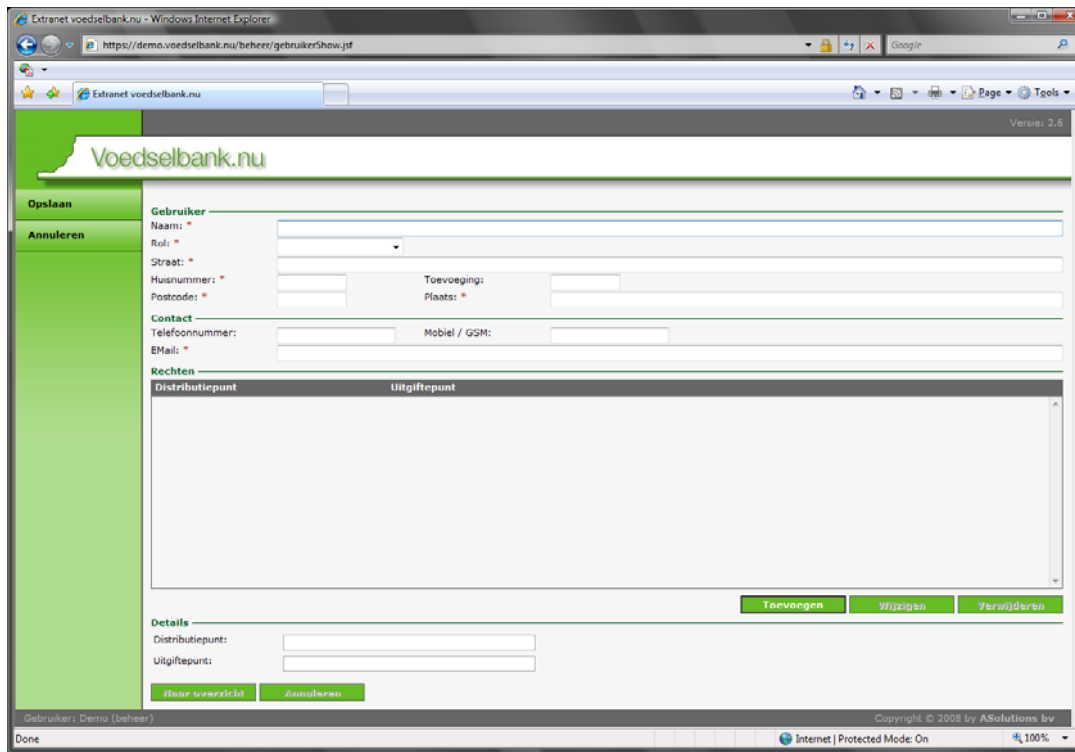 Extranet voedselbank.nu - Windows Internet Explorer
https://demo.voedselbank.nu/beheer/gebruikerShow.jsf
Google
Extranet voedselbank.nu
Page
Tools
Versie: 2.6
Voedselbank.nu
Opslaan
Annuleren
Gebruiker
Naam: *
Rol: *
Straat: *
Huisnummer: * Toevoeging:
Postcode: * Plaats: *
Contact
Telefoonnummer: Mobiel / GSM:
EMail: *
Rechten
Distributiepunt Uitgiftepunt
Toevoegen Wijzigen Verwijderen
Details
Distributiepunt:
Uitgiftepunt:
Naar overzicht Annuleren
Gebruiker: Demo (beheer) Copyright © 2008 by ASolutions bv
Done Internet | Protected Mode: On 100%